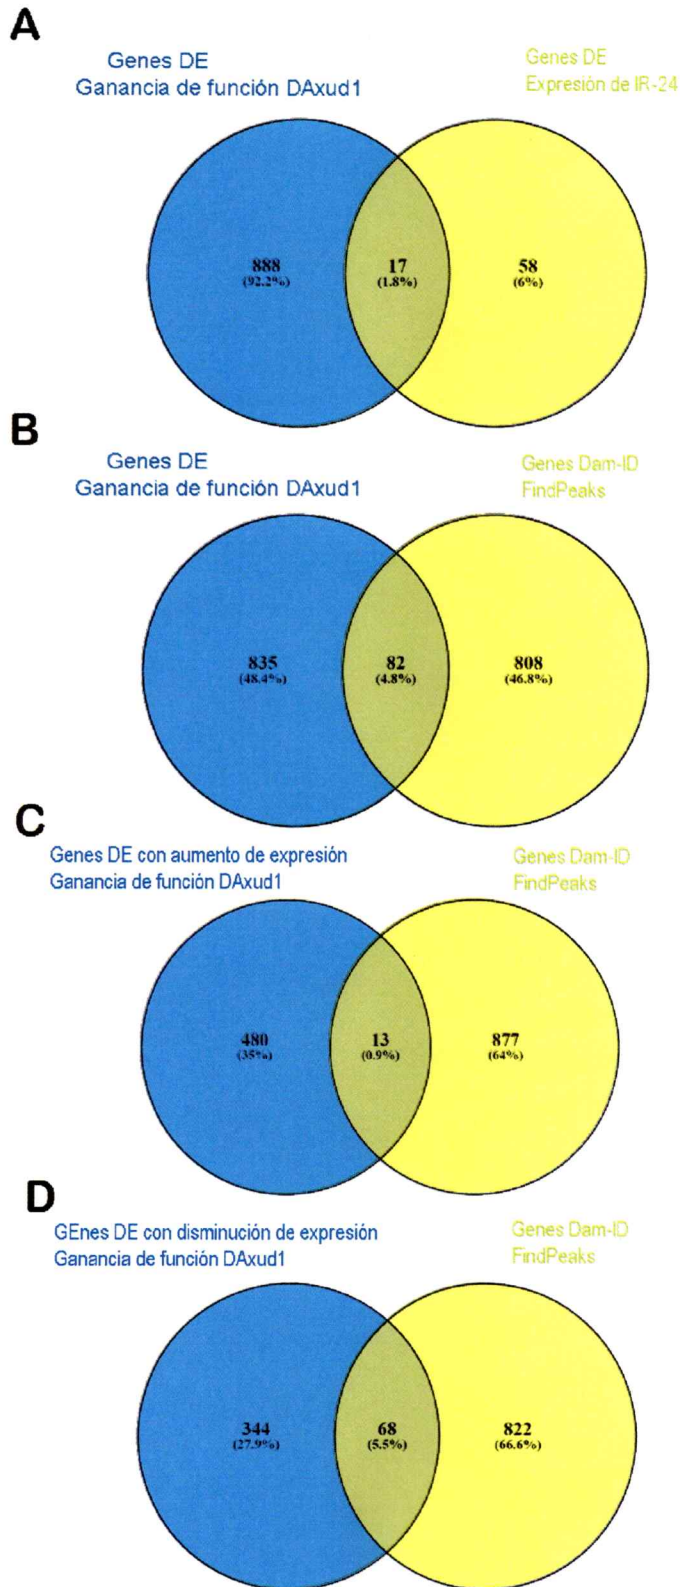 A
Genes DE
Ganancia de función DAxud1
Genes DE
Expresión de IR-24
888
(92.2%)
17
(1.8%)
58
(6%)
B
Genes DE
Ganancia de función DAxud1
Genes Dam-ID
FindPeaks
835
(48.4%)
82
(4.8%)
808
(46.8%)
C
Genes DE con aumento de expresión
Ganancia de función DAxud1
Genes Dam-ID
FindPeaks
480
(35%)
13
(0.9%)
877
(64%)
D
GEnes DE con disminución de expresión
Ganancia de función DAxud1
Genes Dam-ID
FindPeaks
344
(27.9%)
68
(5.5%)
822
(66.6%)